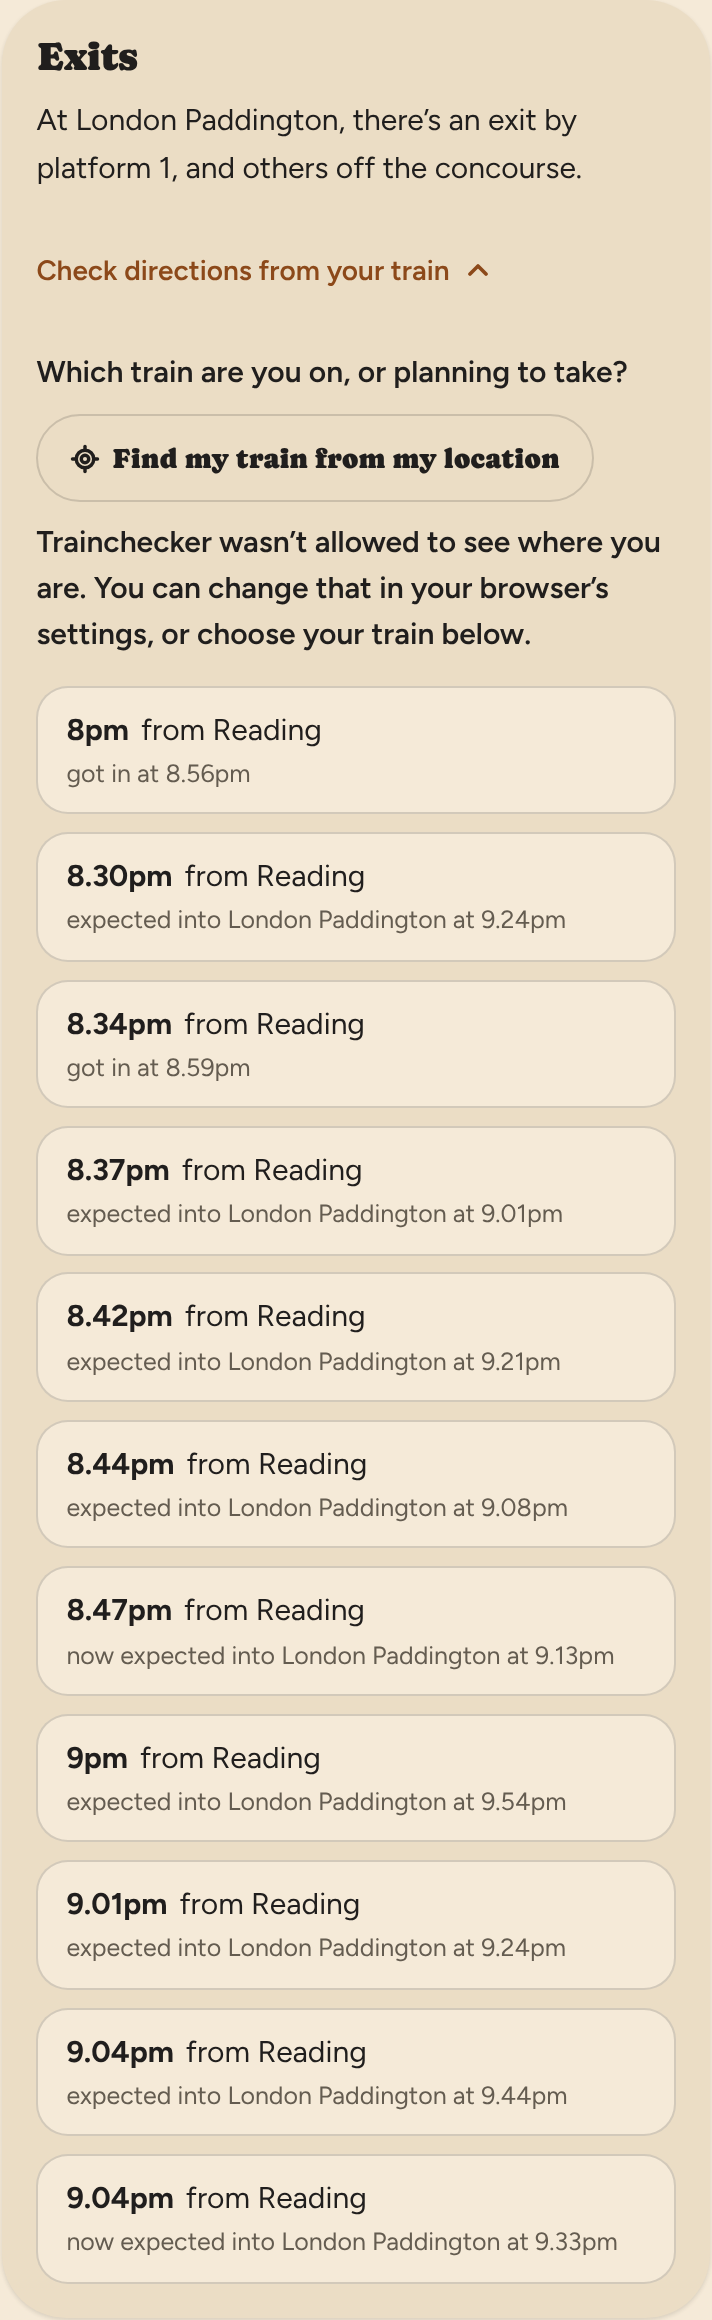 Exits
At London Paddington, there’s an exit by
platform 1, and others off the concourse.
Check directions from your train
Which train are you on, or planning to take?
Find my train from my location
Trainchecker wasn’t allowed to see where you
are. You can change that in your browser’s
settings, or choose your train below.
8pm from Reading
got in at 8.56pm
8.30pm from Reading
expected into London Paddington at 9.24pm
8.34pm from Reading
got in at 8.59pm
8.37pm from Reading
expected into London Paddington at 9.01pm
8.42pm from Reading
expected into London Paddington at 9.21pm
8.44pm from Reading
expected into London Paddington at 9.08pm
8.47pm from Reading
now expected into London Paddington at 9.13pm
9pm from Reading
expected into London Paddington at 9.54pm
9.01pm from Reading
expected into London Paddington at 9.24pm
9.04pm from Reading
expected into London Paddington at 9.44pm
9.04pm from Reading
now expected into London Paddington at 9.33pm